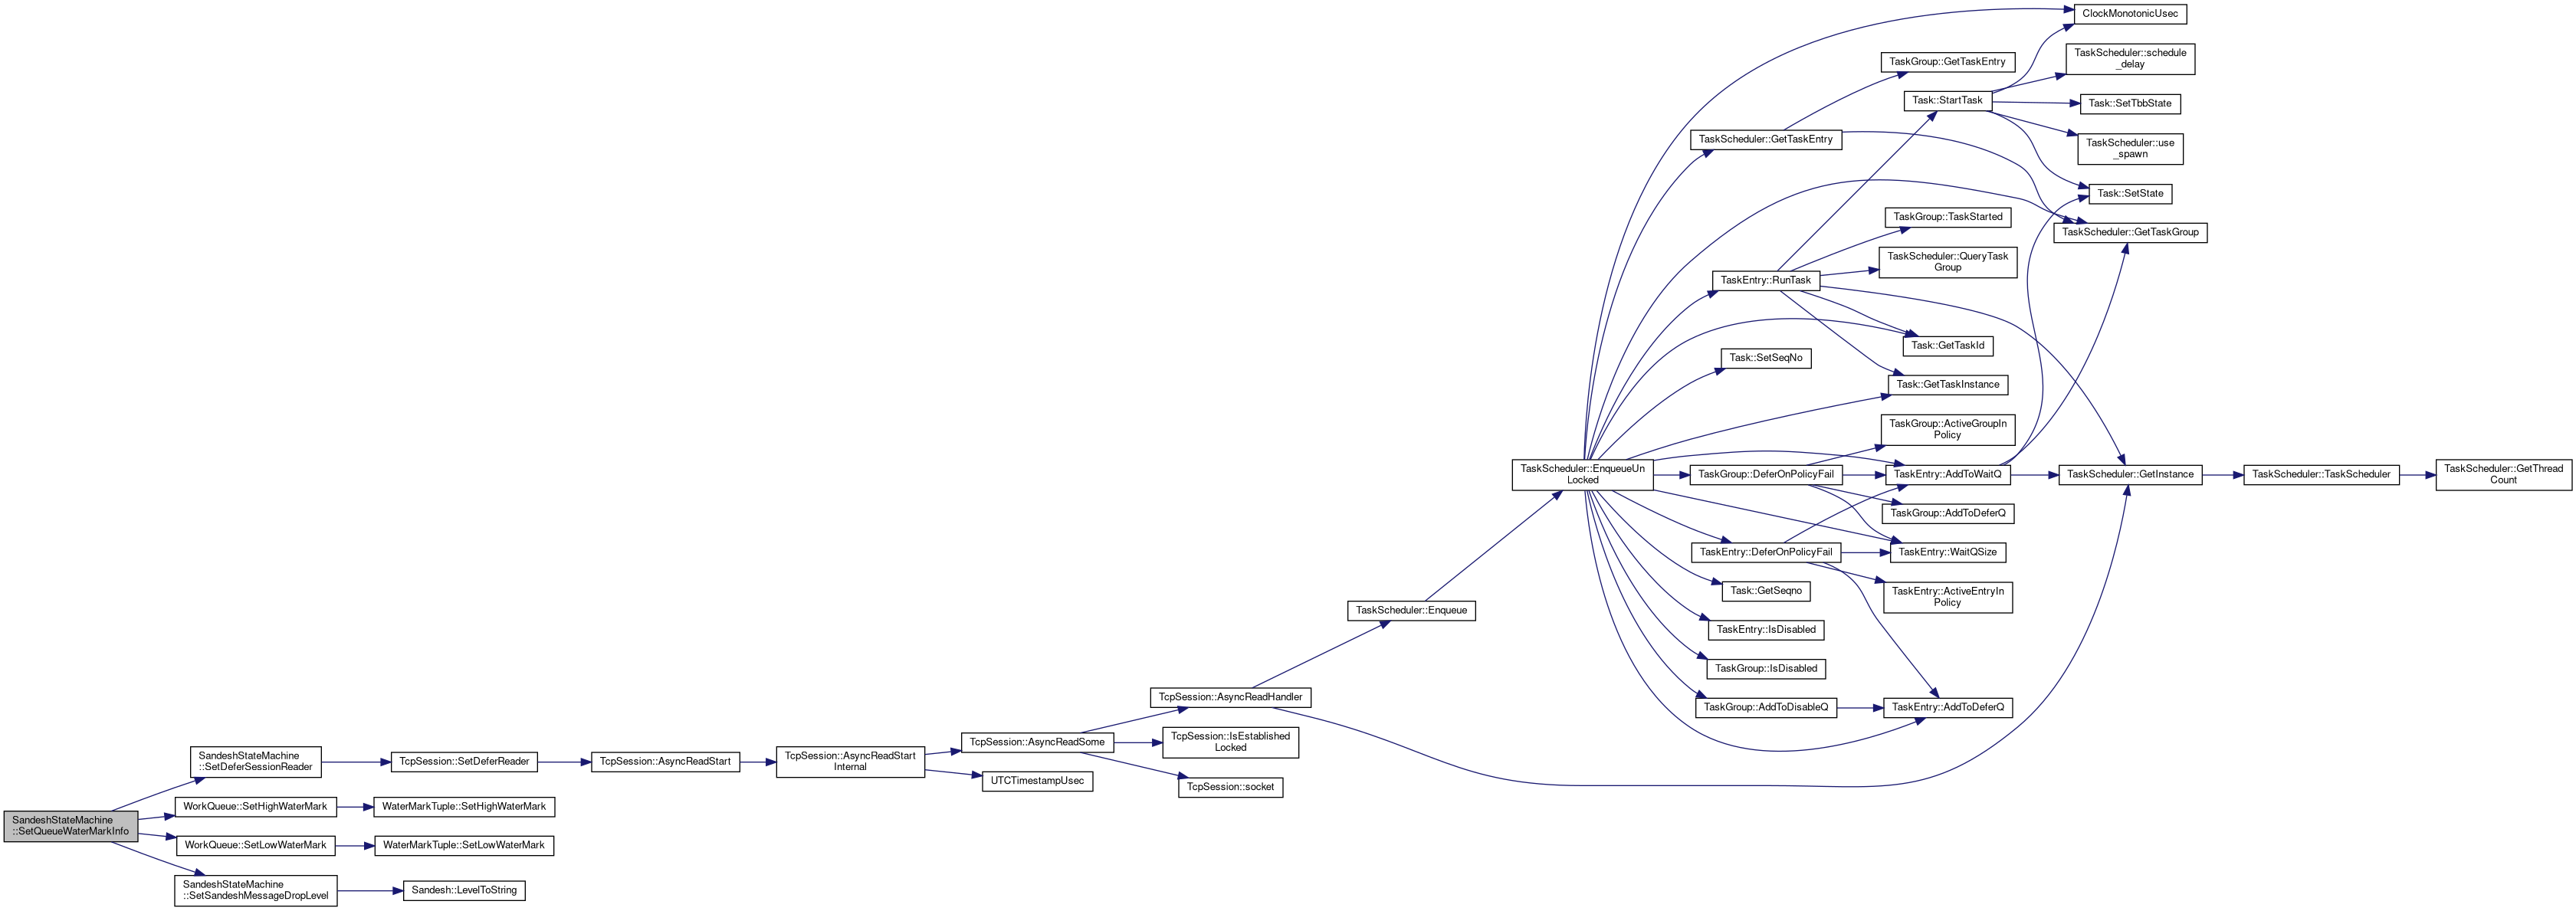 ClockMonotonicUsec
TaskScheduler::schedule
_delay
TaskGroup::GetTaskEntry
Task::StartTask
Task::SetTbbState
TaskScheduler::GetTaskEntry
TaskScheduler::use
_spawn
Task::SetState
TaskGroup::TaskStarted
TaskScheduler::GetTaskGroup
TaskScheduler::QueryTask
Group
TaskEntry::RunTask
Task::GetTaskId
Task::SetSeqNo
Task::GetTaskInstance
TaskGroup::ActiveGroupIn
Policy
TaskScheduler::EnqueueUn
Locked
TaskGroup::DeferOnPolicyFail
TaskEntry::AddToWaitQ
TaskScheduler::GetInstance
TaskScheduler::TaskScheduler
TaskScheduler::GetThread
Count
TaskGroup::AddToDeferQ
TaskEntry::DeferOnPolicyFail
TaskEntry::WaitQSize
Task::GetSeqno
TaskEntry::ActiveEntryIn
Policy
TaskScheduler::Enqueue
TaskEntry::IsDisabled
TaskGroup::IsDisabled
TcpSession::AsyncReadHandler
TaskGroup::AddToDisableQ
TaskEntry::AddToDeferQ
TcpSession::AsyncReadSome
TcpSession::IsEstablished
Locked
SandeshStateMachine
::SetDeferSessionReader
TcpSession::SetDeferReader
TcpSession::AsyncReadStart
TcpSession::AsyncReadStart
Internal
UTCTimestampUsec
TcpSession::socket
WorkQueue::SetHighWaterMark
WaterMarkTuple::SetHighWaterMark
SandeshStateMachine
::SetQueueWaterMarkInfo
WorkQueue::SetLowWaterMark
WaterMarkTuple::SetLowWaterMark
SandeshStateMachine
::SetSandeshMessageDropLevel
Sandesh::LevelToString